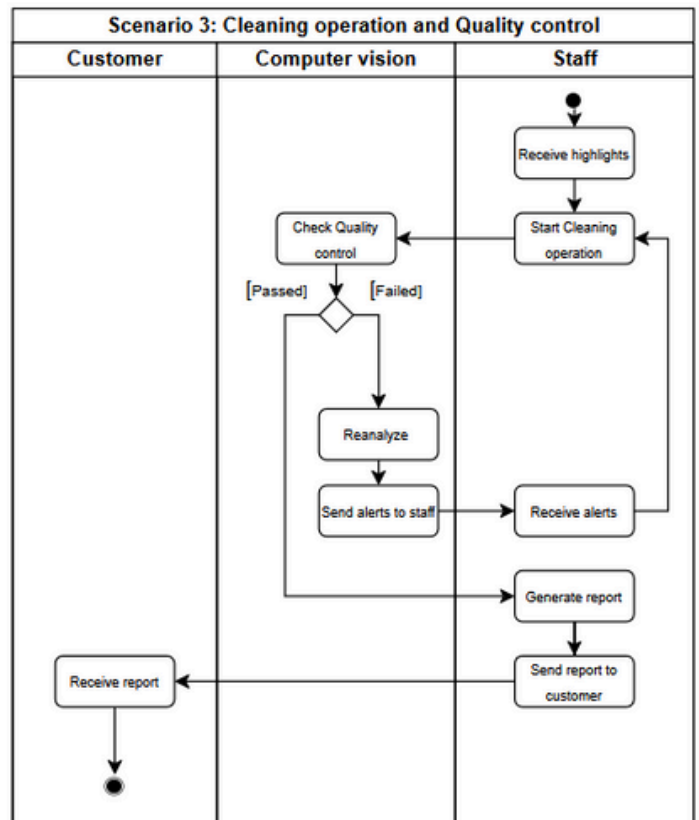 Scenario 3: Cleaning operation and Quality control
Customer
Computer vision
Staff
Receive highlights
Check Quality
control
Start Cleaning
operation
[Passed]
[Failed]
Reanalyze
Send alerts to staff
Receive alerts
Generate report
Receive report
Send report to
customer